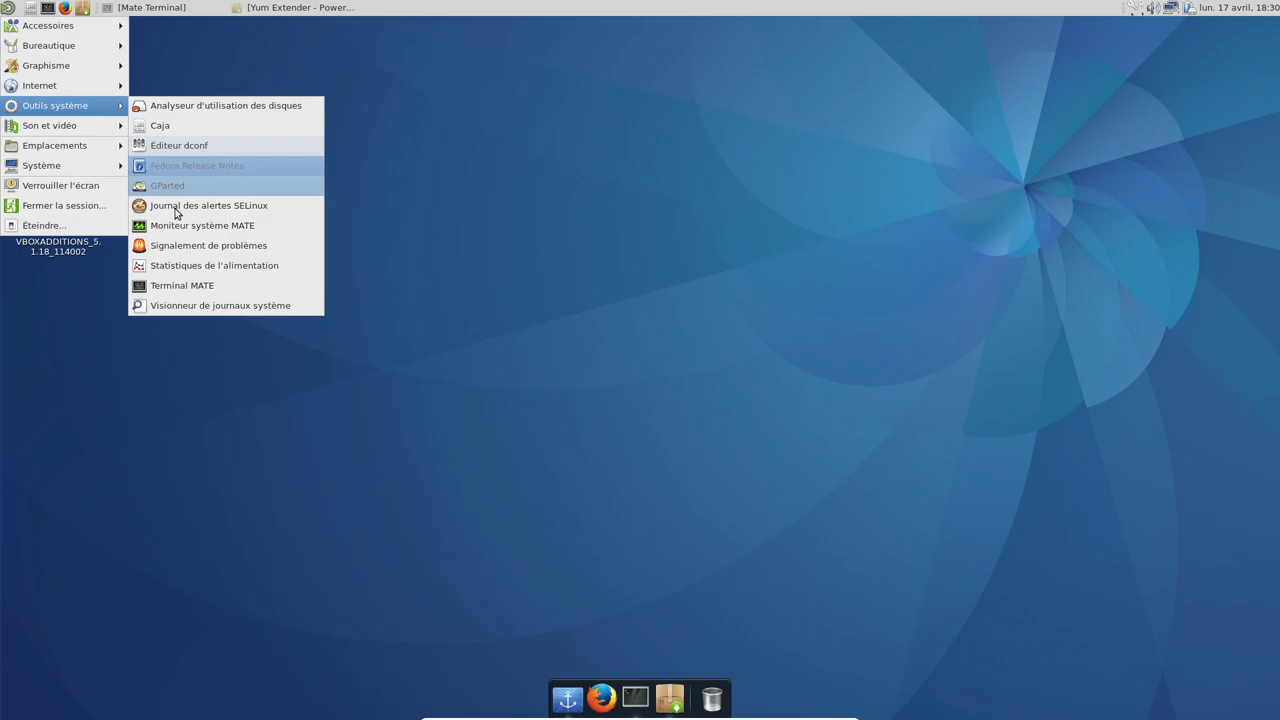 [Mate Terminal]
[Yum Extender - Power...
lun. 17 avril, 18:30
Accessoires
Bureautique
Graphisme
Internet
Outils système
Son et vidéo
Emplacements
Système
Verrouiller l'écran
Fermer la session...
Éteindre...
Analyseur d'utilisation des disques
Caja
Éditeur dconf
Fedora Release Notes
GParted
Journal des alertes SELinux
Moniteur système MATE
Signalement de problèmes
Statistiques de l'alimentation
Terminal MATE
Visionneur de journaux système
VBOXADDITIONS_5.
1.18_114002